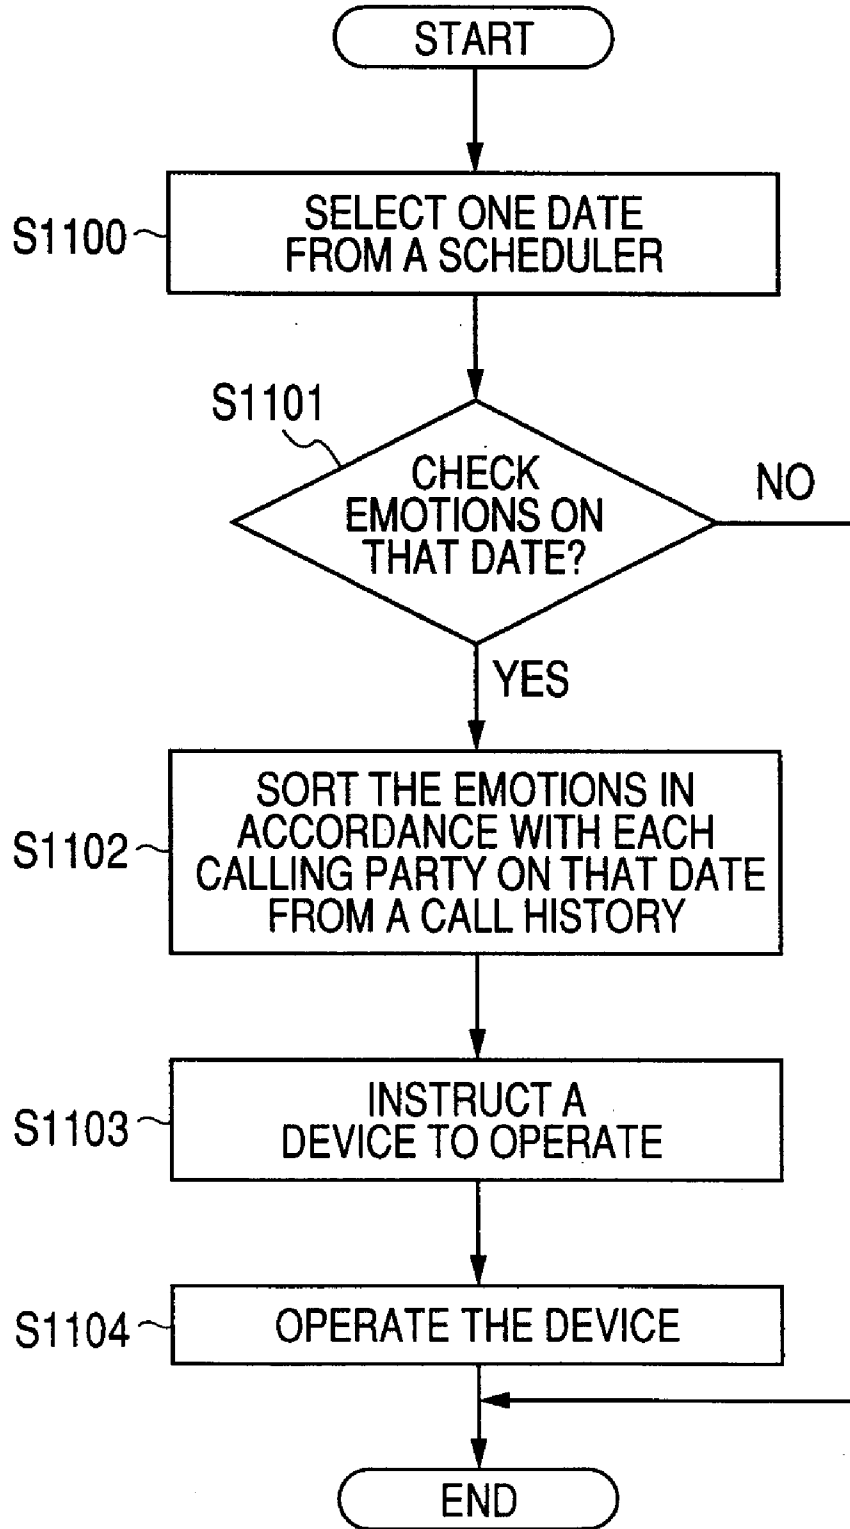 START
S1100
SELECT ONE DATE
FROM A SCHEDULER
S1101
CHECK
EMOTIONS ON
THAT DATE?
NO
YES
S1102
SORT THE EMOTIONS IN
ACCORDANCE WITH EACH
CALLING PARTY ON THAT DATE
FROM A CALL HISTORY
S1103
INSTRUCT A
DEVICE TO OPERATE
S1104
OPERATE THE DEVICE
END